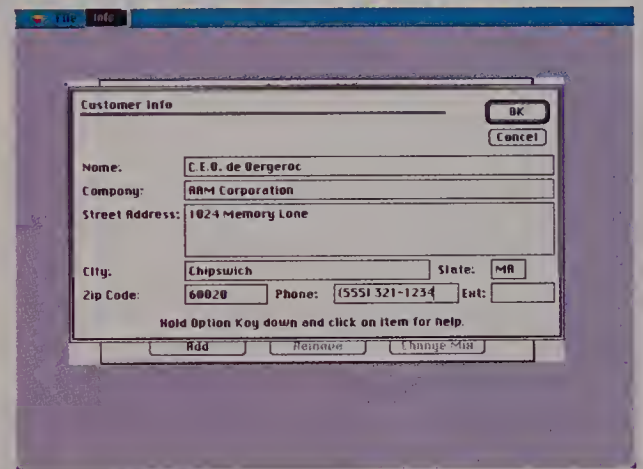 File Info
Customer Info
OK
Cancel
Name: C.E.O. de Bergerac
Company: RAM Corporation
Street Address: 1024 Memory Lane
City: Chipswich State: MA
Zip Code: 60020 Phone: (555) 321-1234 Ext:
Hold Option Key down and click on item for help.
Add Remove Change Mix